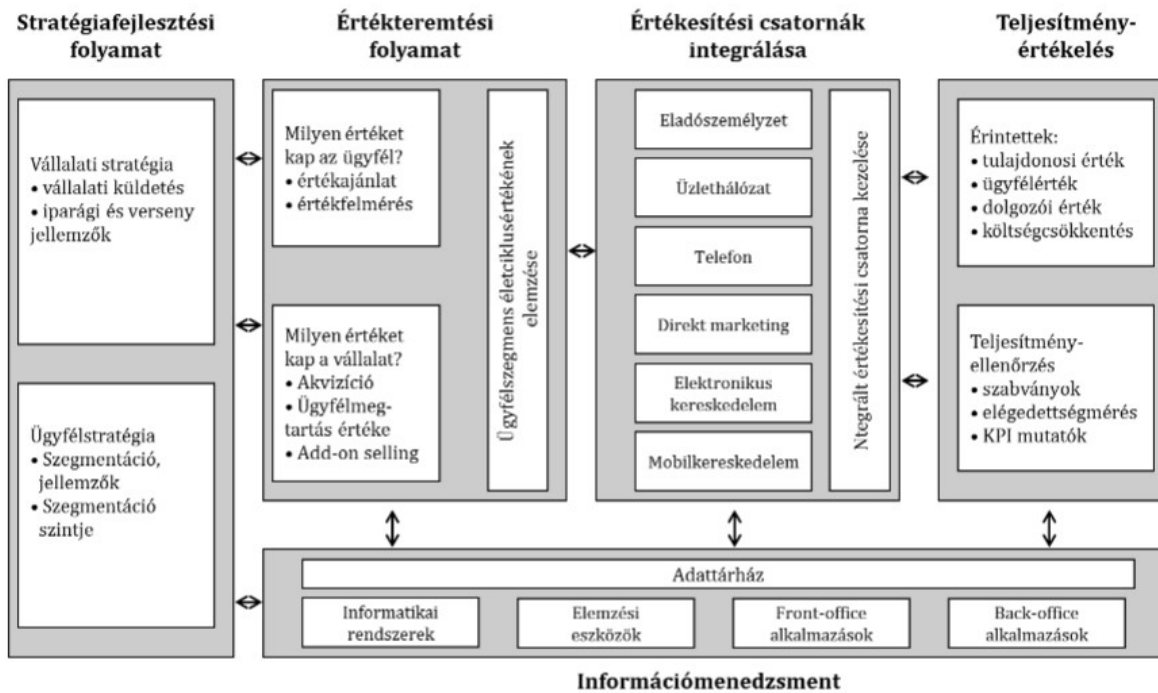 Stratégiafejlesztési
folyamat
Értékteremtési
folyamat
Értékesítési csatornák
integrálása
Teljesítmény-
értékelés
Vállalati stratégia
• vállalati küldetés
• iparági és verseny
jellemzők
Ügyfélstratégia
• Szegmentáció,
jellemzők
• Szegmentáció
szintje
Milyen értéket
kap az ügyfél?
• értékajánlat
• értékfelmérés
Milyen értéket
kap a vállalat?
• Akvizíció
• Ügyfélmeg-
tartás értéke
• Add-on selling
Ügyfélszegmens életciklusértékének
elemzése
Eladószemélyzet
Üzlethálózat
Telefon
Direkt marketing
Elektronikus
kereskedelem
Mobilkereskedelem
Ntegrált értékesítési csatorna kezelése
Érintettek:
• tulajdonosi érték
• ügyfélérték
• dolgozói érték
• költségcsökkentés
Teljesítmény-
ellenőrzés
• szabványok
• elégedettségmérés
• KPI mutatók
Adattárház
Informatikai
rendszerek
Elemzési
eszközök
Front-office
alkalmazások
Back-office
alkalmazások
Információmenedzsment